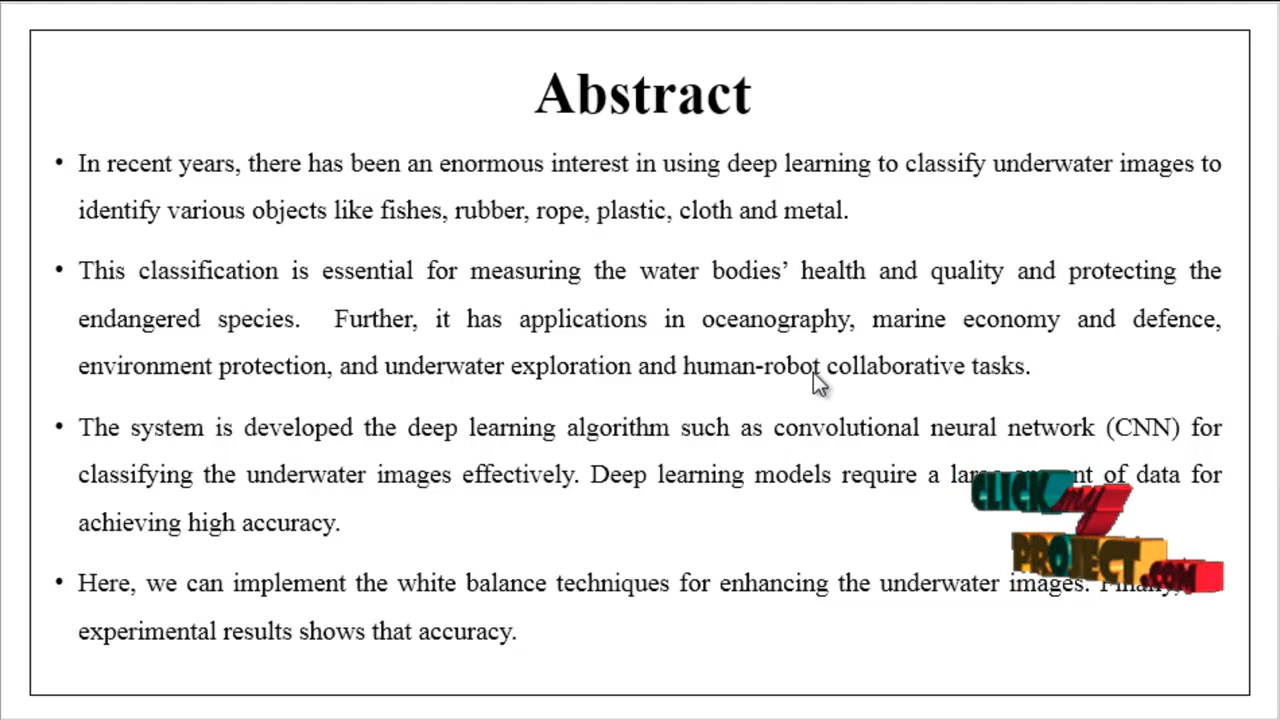 Abstract
• In recent years, there has been an enormous interest in using deep learning to classify underwater images to
identify various objects like fishes, rubber, rope, plastic, cloth and metal.
• This classification is essential for measuring the water bodies’ health and quality and protecting the
endangered species. Further, it has applications in oceanography, marine economy and defence,
environment protection, and underwater exploration and human-robot collaborative tasks.
• The system is developed the deep learning algorithm such as convolutional neural network (CNN) for
classifying the underwater images effectively. Deep learning models require a of data for
achieving high accuracy.
CLICK my
PROJECT.COM
• Here, we can implement the white balance techniques for enhancing the underwater images.
experimental results shows that accuracy.